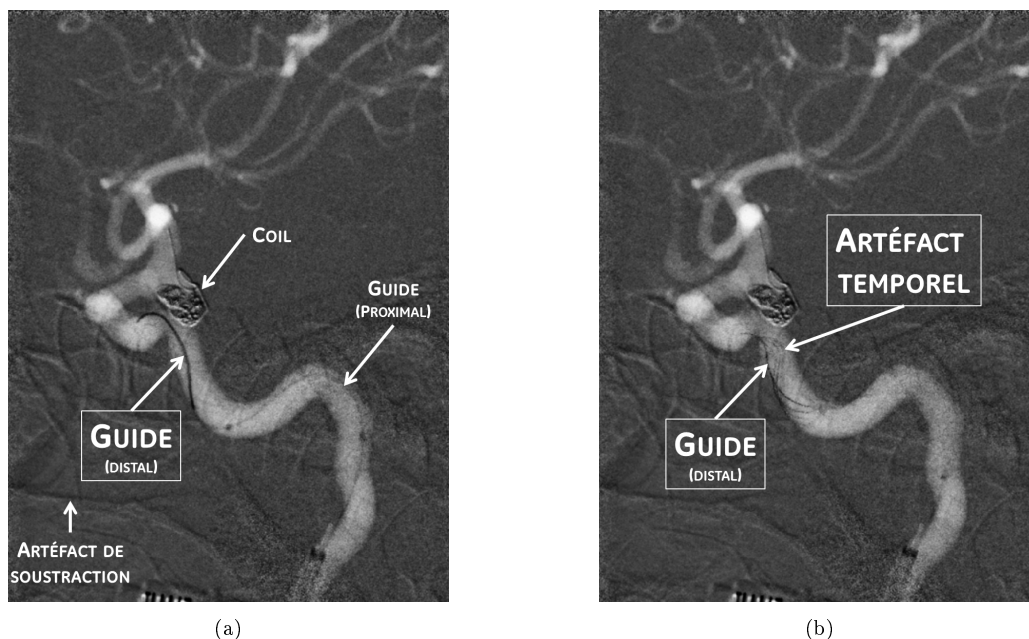 COIL
GUIDE
(PROXIMAL)
GUIDE
(DISTAL)
ARTÉFACT DE
SOUSTRACTION
(a)
ARTÉFACT
TEMPOREL
GUIDE
(DISTAL)
(b)